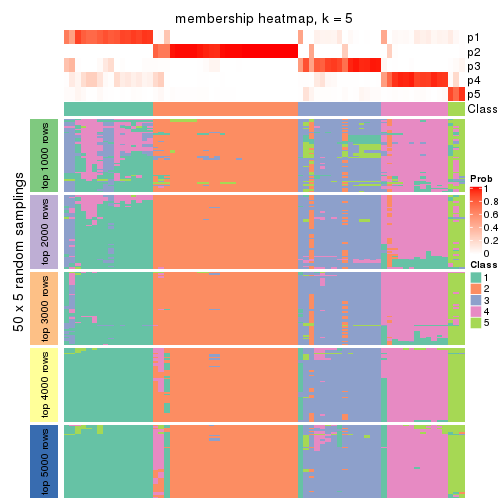 membership heatmap, k = 5
p1
p2
p3
p4
p5
Class
50 x 5 random samplings
top 1000 rows
top 2000 rows
top 3000 rows
top 4000 rows
top 5000 rows
Prob
1
0.8
0.6
0.4
0.2
0
Class
1
2
3
4
5